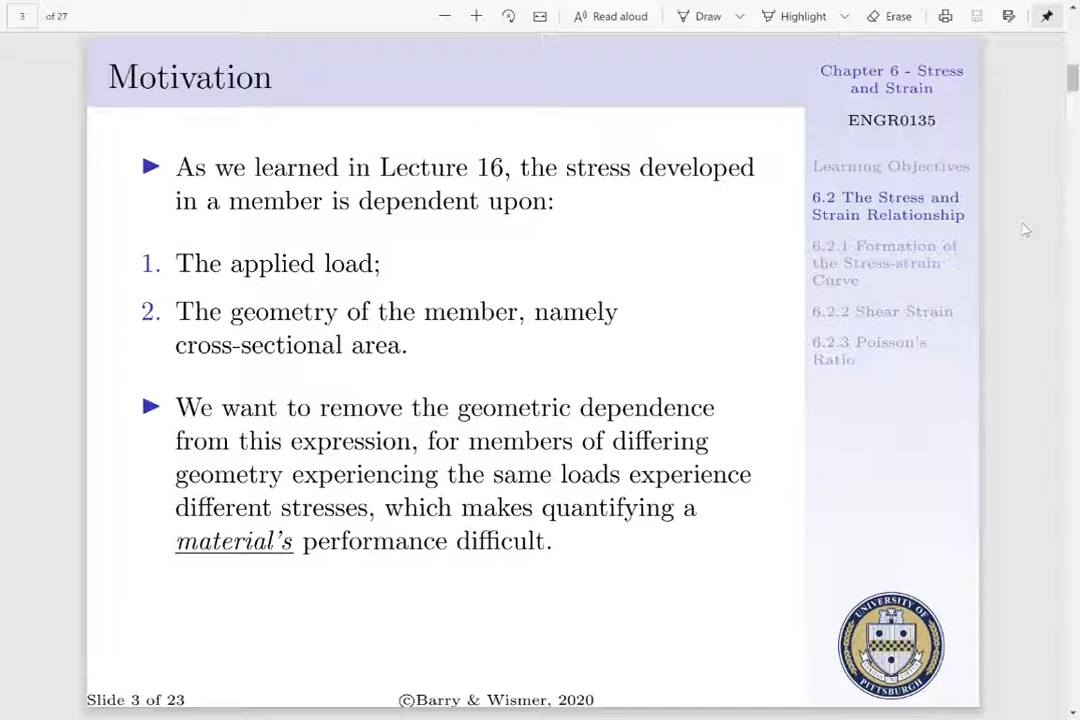 3 of 27
Read aloud
Draw
Highlight
Erase
Motivation
As we learned in Lecture 16, the stress developed
in a member is dependent upon:
1. The applied load;
2. The geometry of the member, namely
cross-sectional area.
We want to remove the geometric dependence
from this expression, for members of differing
geometry experiencing the same loads experience
different stresses, which makes quantifying a
material's performance difficult.
Chapter 6 - Stress
and Strain
ENGR0135
Learning Objectives
6.2 The Stress and
Strain Relationship
6.2.1 Formation of
the Stress-strain
Curve
6.2.2 Shear Strain
6.2.3 Poisson's
Ratio
UNIVERSITY OF
PITTSBURGH
Slide 3 of 23
©Barry & Wismer, 2020